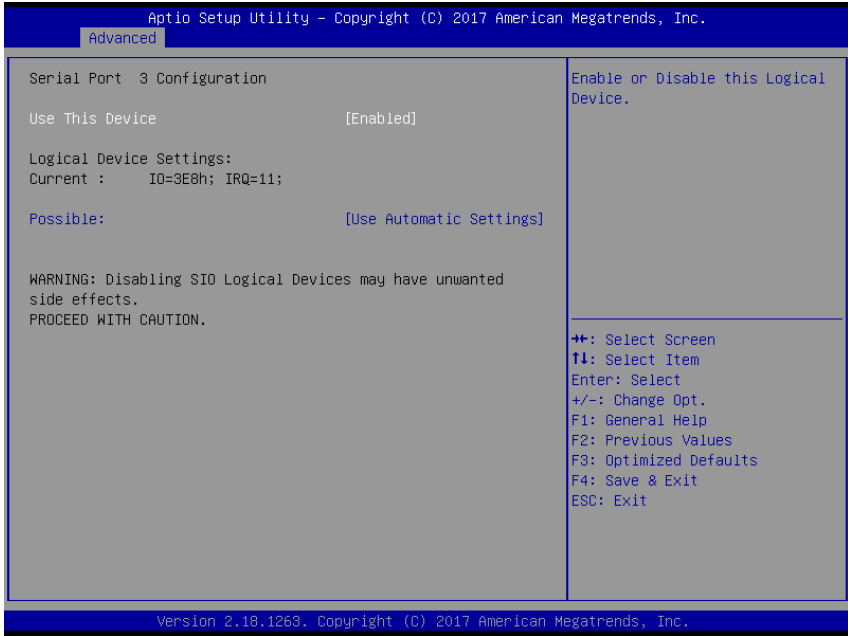 Aptio Setup Utility – Copyright (C) 2017 American Megatrends, Inc.
Advanced
Serial Port  3 Configuration
Use This Device [Enabled]
Logical Device Settings:
Current : IO=3E8h; IRQ=11;
Possible: [Use Automatic Settings]
WARNING: Disabling SIO Logical Devices may have unwanted
side effects.
PROCEED WITH CAUTION.
Enable or Disable this Logical
Device.
→←: Select Screen
↑↓: Select Item
Enter: Select
+/-: Change Opt.
F1: General Help
F2: Previous Values
F3: Optimized Defaults
F4: Save & Exit
ESC: Exit
Version 2.18.1263. Copyright (C) 2017 American Megatrends, Inc.